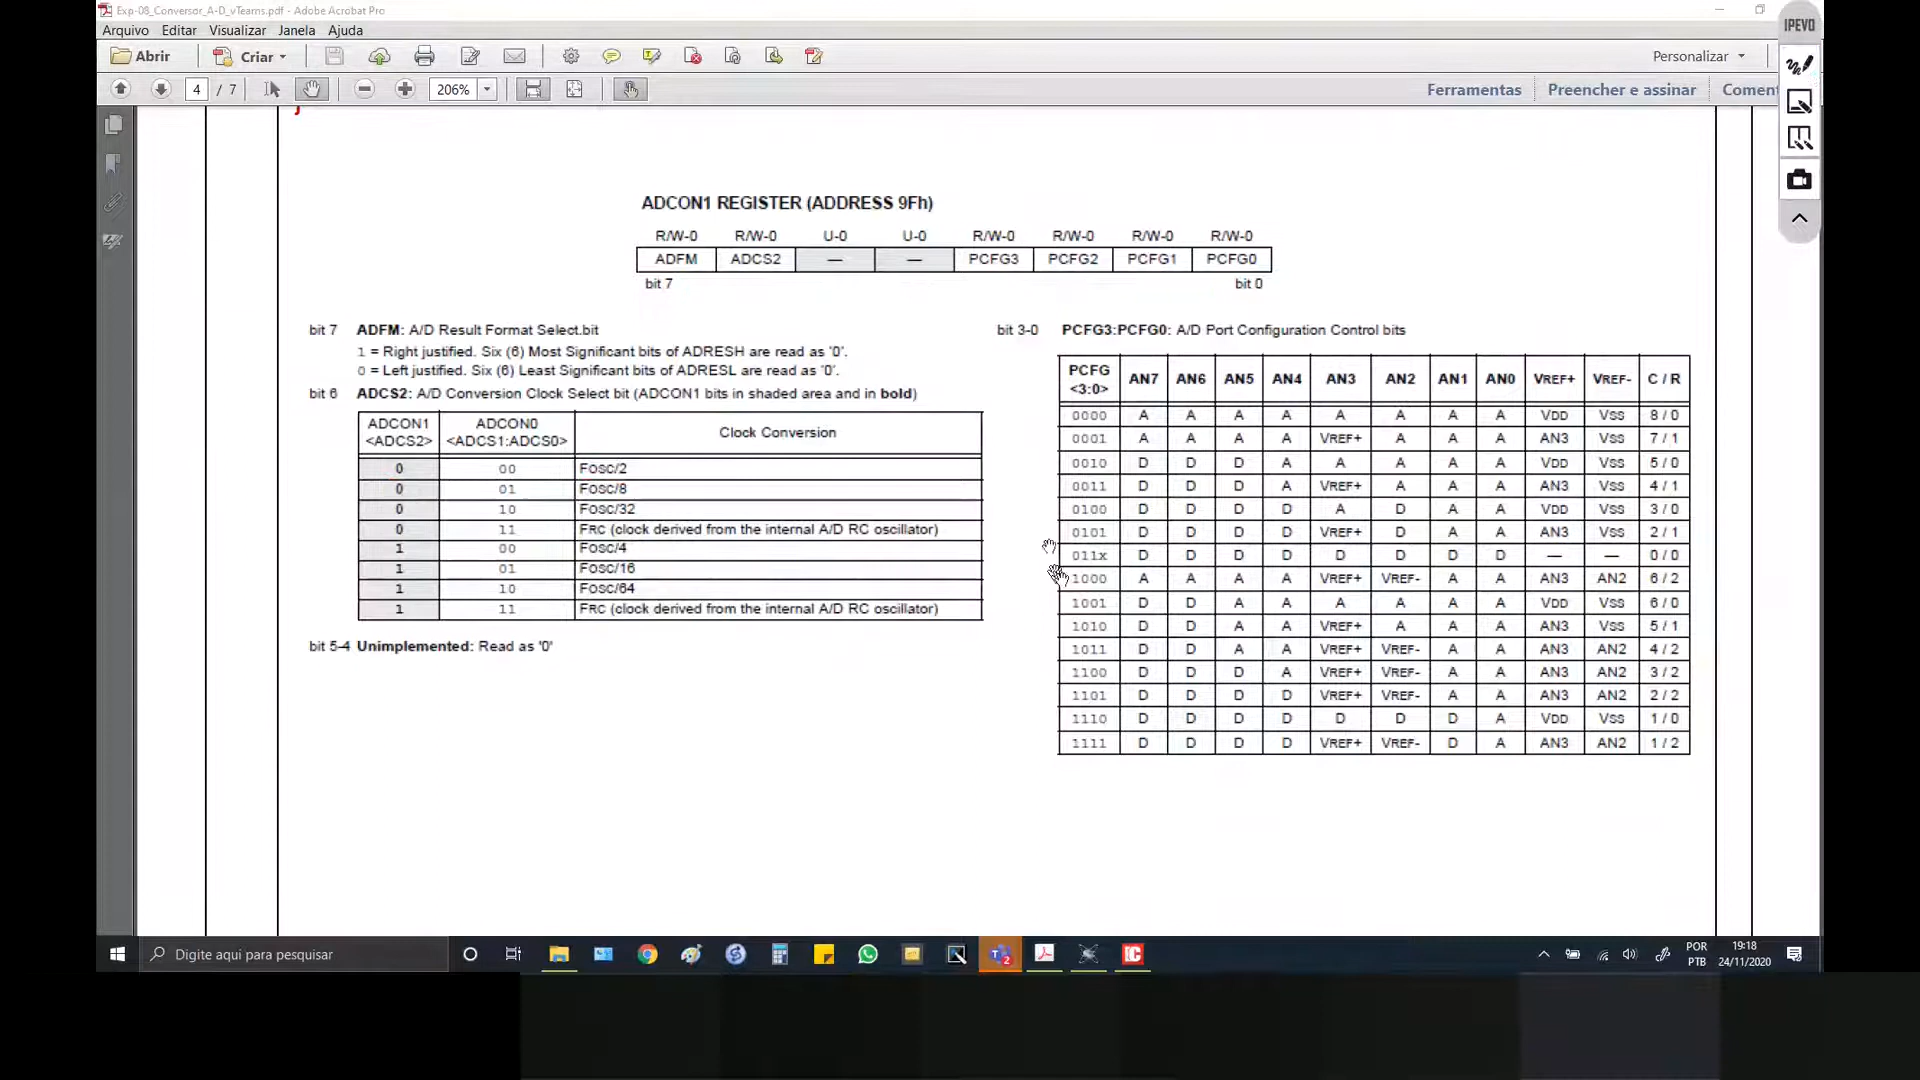 Exp-08_Conversor_A-D_vTeams.pdf - Adobe Acrobat Pro
Arquivo Editar Visualizar Janela Ajuda
IPEVO
Abrir Criar Personalizar
4 / 7 206% Ferramentas Preencher e assinar Coment
ADCON1 REGISTER (ADDRESS 9Fh)
R/W-0 R/W-0 U-0 U-0 R/W-0 R/W-0 R/W-0 R/W-0
ADFM ADCS2 — — PCFG3 PCFG2 PCFG1 PCFG0
bit 7 bit 0
bit 7 ADFM: A/D Result Format Select.bit
1 = Right justified. Six (6) Most Significant bits of ADRESH are read as '0'.
0 = Left justified. Six (6) Least Significant bits of ADRESL are read as '0'.
bit 6 ADCS2: A/D Conversion Clock Select bit (ADCON1 bits in shaded area and in bold)
ADCON1 <ADCS2> ADCON0 <ADCS1:ADCS0> Clock Conversion
0 00 FOSC/2
0 01 FOSC/8
0 10 FOSC/32
0 11 FRC (clock derived from the internal A/D RC oscillator)
1 00 FOSC/4
1 01 FOSC/16
1 10 FOSC/64
1 11 FRC (clock derived from the internal A/D RC oscillator)
bit 5-4 Unimplemented: Read as '0'
bit 3-0 PCFG3:PCFG0: A/D Port Configuration Control bits
PCFG <3:0> AN7 AN6 AN5 AN4 AN3 AN2 AN1 AN0 VREF+ VREF- C / R
0000 A A A A A A A A VDD VSS 8 / 0
0001 A A A A VREF+ A A A AN3 VSS 7 / 1
0010 D D D A A A A A VDD VSS 5 / 0
0011 D D D A VREF+ A A A AN3 VSS 4 / 1
0100 D D D D A D A A VDD VSS 3 / 0
0101 D D D D VREF+ D A A AN3 VSS 2 / 1
011x D D D D D D D D — — 0 / 0
1000 A A A A VREF+ VREF- A A AN3 AN2 6 / 2
1001 D D A A A A A A VDD VSS 6 / 0
1010 D D A A VREF+ A A A AN3 VSS 5 / 1
1011 D D A A VREF+ VREF- A A AN3 AN2 4 / 2
1100 D D D A VREF+ VREF- A A AN3 AN2 3 / 2
1101 D D D D VREF+ VREF- A A AN3 AN2 2 / 2
1110 D D D D D D D A VDD VSS 1 / 0
1111 D D D D VREF+ VREF- D A AN3 AN2 1 / 2
Digite aqui para pesquisar
POR
PTB
19:18
24/11/2020